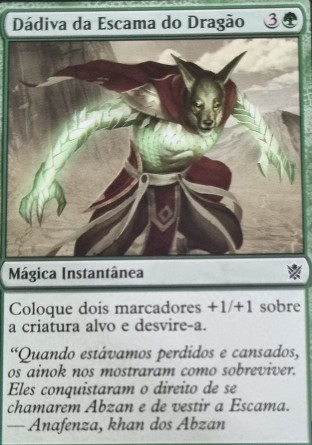 Dádiva da Escama do Dragão 3
Mágica Instantânea
Coloque dois marcadores +1/+1 sobre
a criatura alvo e desvire-a.
“Quando estávamos perdidos e cansados,
os ainok nos mostraram como sobreviver.
Eles conquistaram o direito de se
chamarem Abzan e de vestir a Escama.
— Anafenza, khan dos Abzan